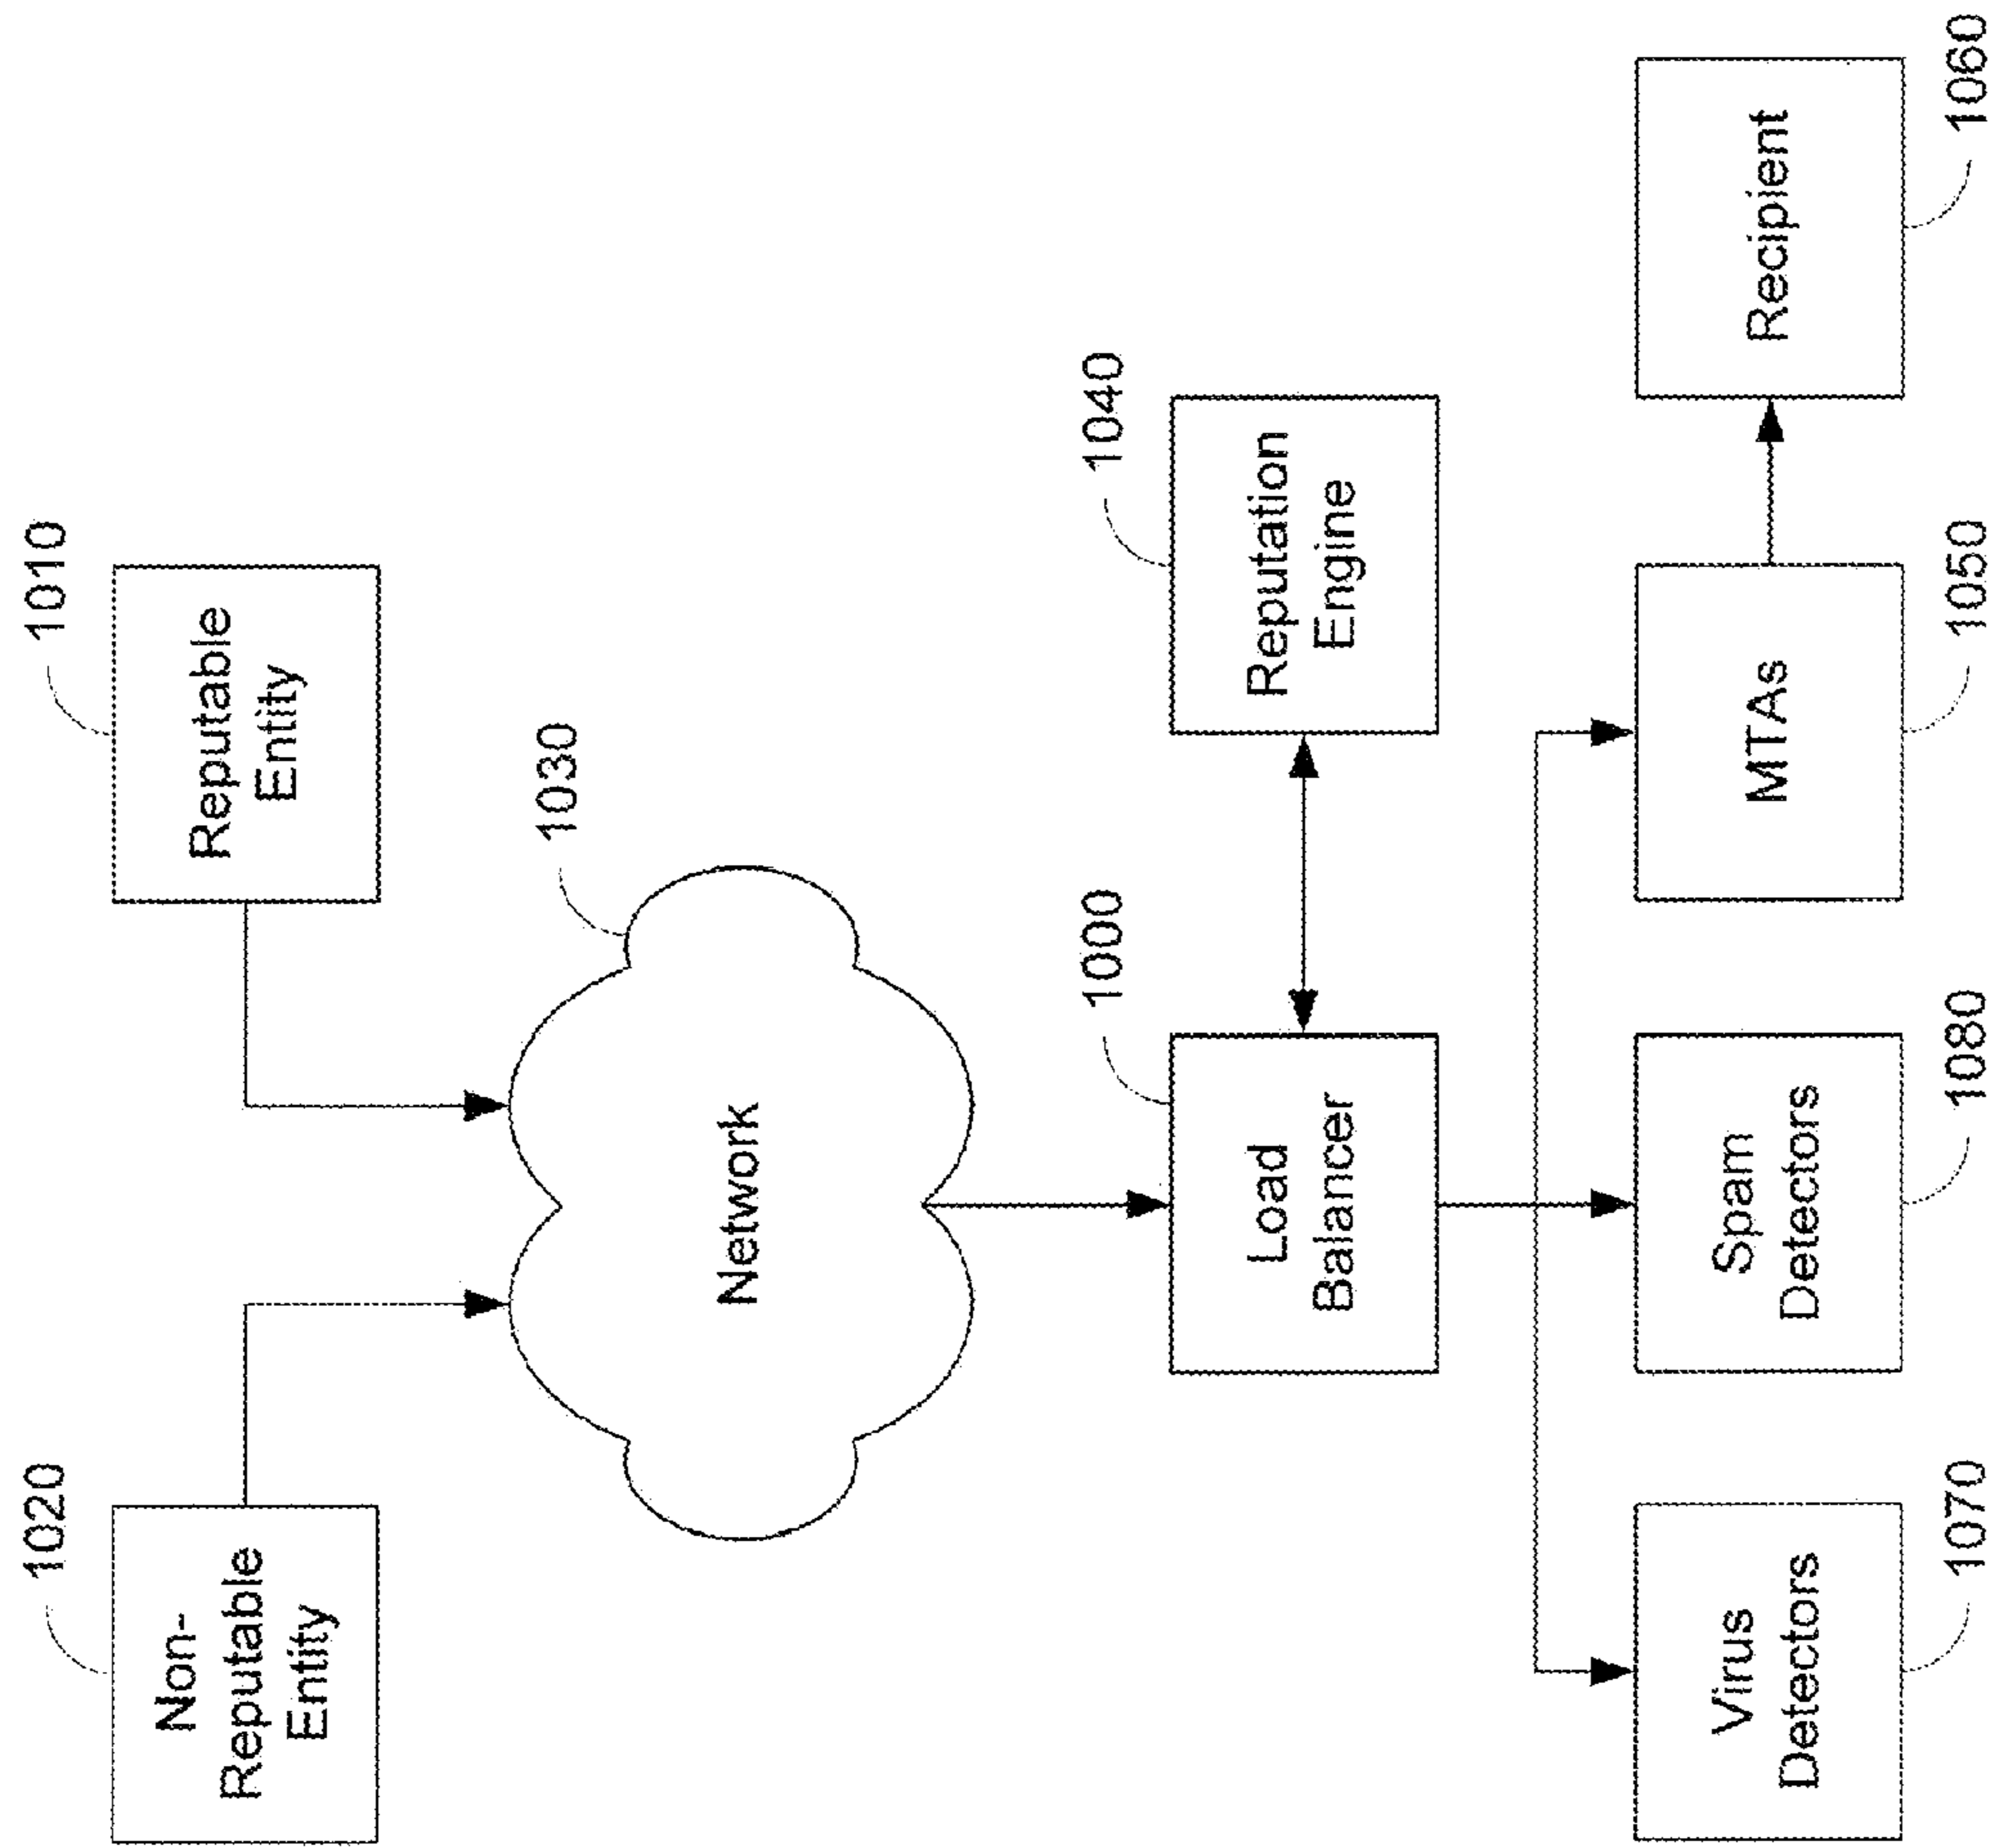 1020
Non-
Reputable
Entity
1010
Reputable
Entity
1030
Network
1000
Load
Balancer
1040
Reputation
Engine
Virus
Detectors
1070
Spam
Detectors
1080
MTAs
1050
Recipient
1060